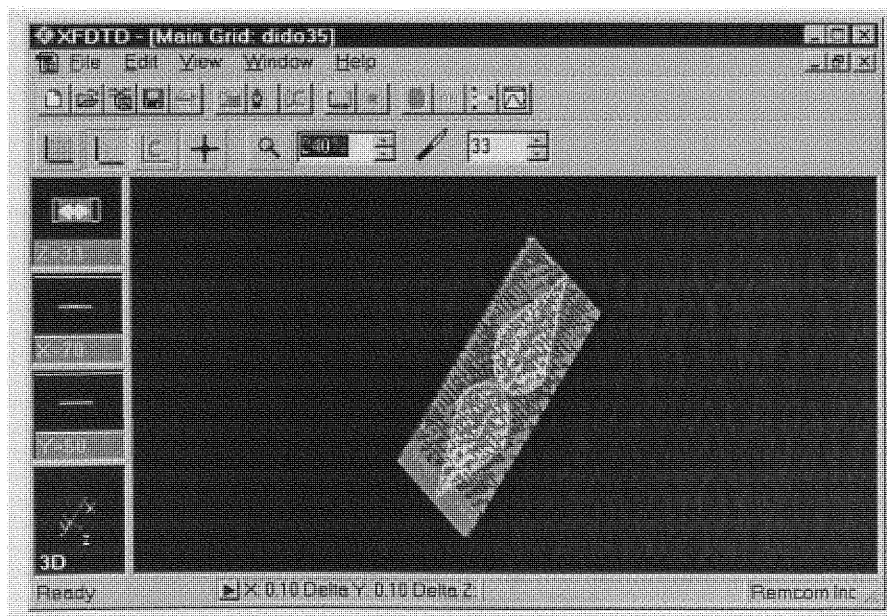 XFDTD - [Main Grid: dido35]
File Edit View Window Help
33
3D
Ready X: 0.10 Delta Y: 0.10 Delta Z: Remcom Inc